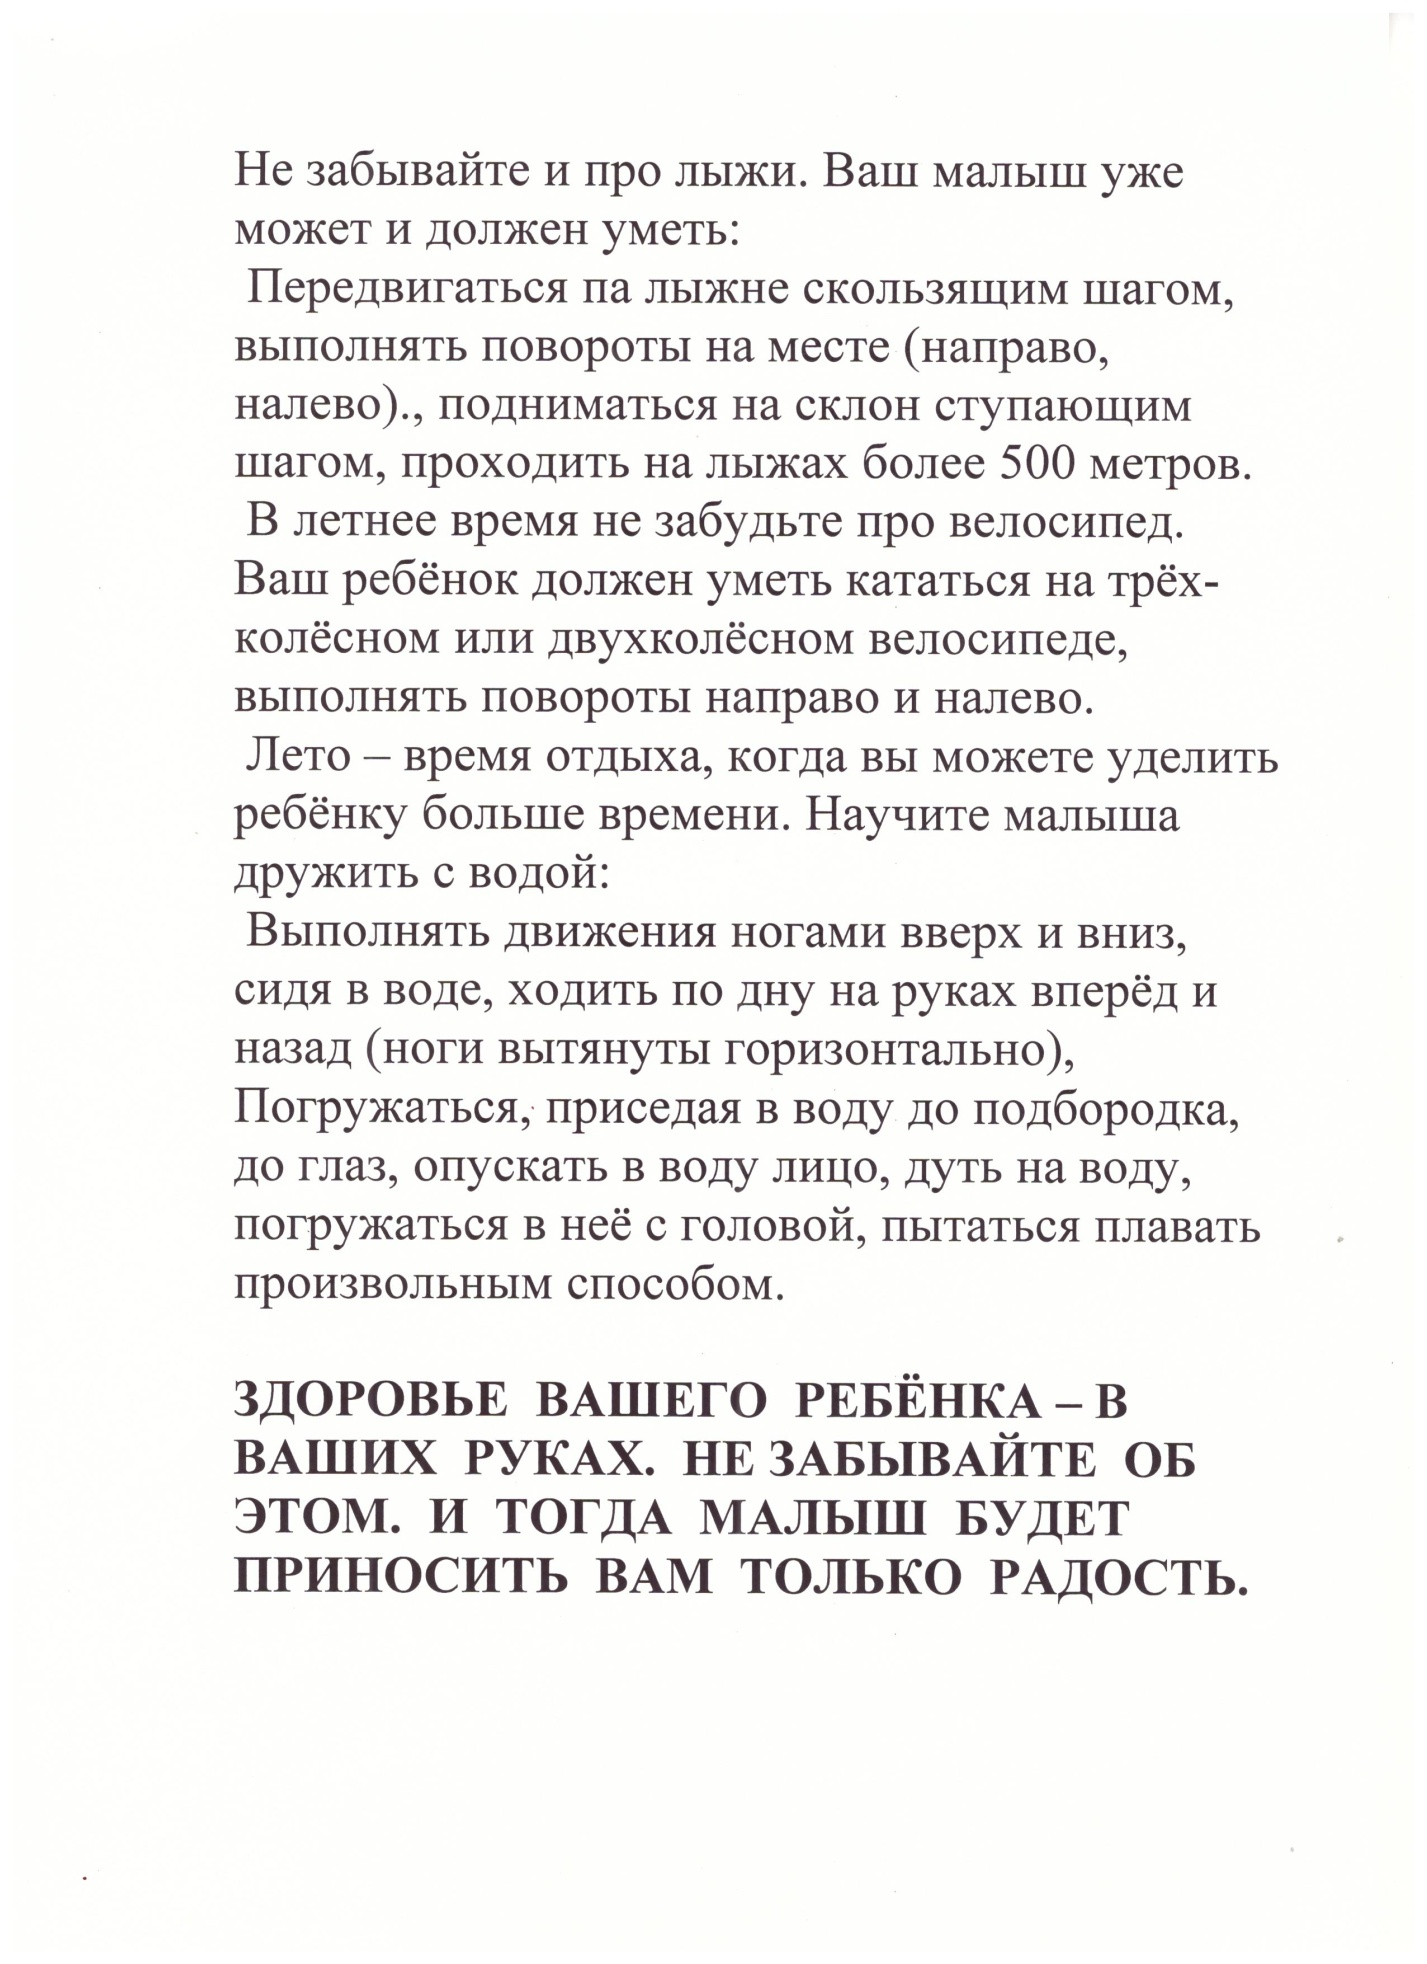 Не забывайте и про лыжи. Ваш малыш уже
может и должен уметь:
Передвигаться па лыжне скользящим шагом,
выполнять повороты на месте (направо,
налево)., подниматься на склон ступающим
шагом, проходить на лыжах более 500 метров.
В летнее время не забудьте про велосипед.
Ваш ребёнок должен уметь кататься на трёх-
колёсном или двухколёсном велосипеде,
выполнять повороты направо и налево.
Лето – время отдыха, когда вы можете уделить
ребёнку больше времени. Научите малыша
дружить с водой:
Выполнять движения ногами вверх и вниз,
сидя в воде, ходить по дну на руках вперёд и
назад (ноги вытянуты горизонтально),
Погружаться, приседая в воду до подбородка,
до глаз, опускать в воду лицо, дуть на воду,
погружаться в неё с головой, пытаться плавать
произвольным способом.
ЗДОРОВЬЕ ВАШЕГО РЕБЁНКА – В
ВАШИХ РУКАХ. НЕ ЗАБЫВАЙТЕ ОБ
ЭТОМ. И ТОГДА МАЛЫШ БУДЕТ
ПРИНОСИТЬ ВАМ ТОЛЬКО РАДОСТЬ.